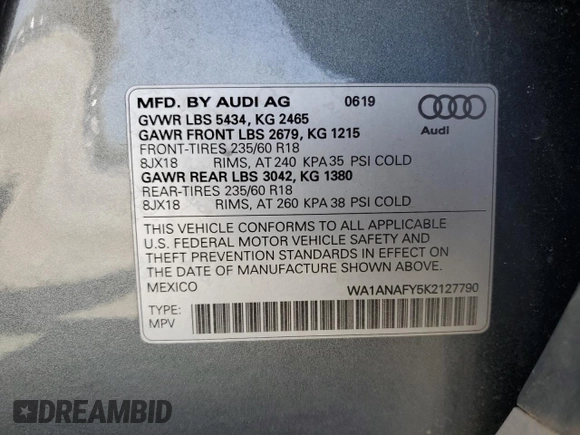 MFD. BY AUDI AG 0619
GVWR LBS 5434, KG 2465
GAWR FRONT LBS 2679, KG 1215
FRONT-TIRES 235/60 R18
8JX18 RIMS, AT 240 KPA 35 PSI COLD
GAWR REAR LBS 3042, KG 1380
REAR-TIRES 235/60 R18
8JX18 RIMS, AT 260 KPA 38 PSI COLD
Audi
THIS VEHICLE CONFORMS TO ALL APPLICABLE
U.S. FEDERAL MOTOR VEHICLE SAFETY AND
THEFT PREVENTION STANDARDS IN EFFECT ON
THE DATE OF MANUFACTURE SHOWN ABOVE.
MEXICO WA1ANAFY5K2127790
TYPE:
MPV
DREAMBID